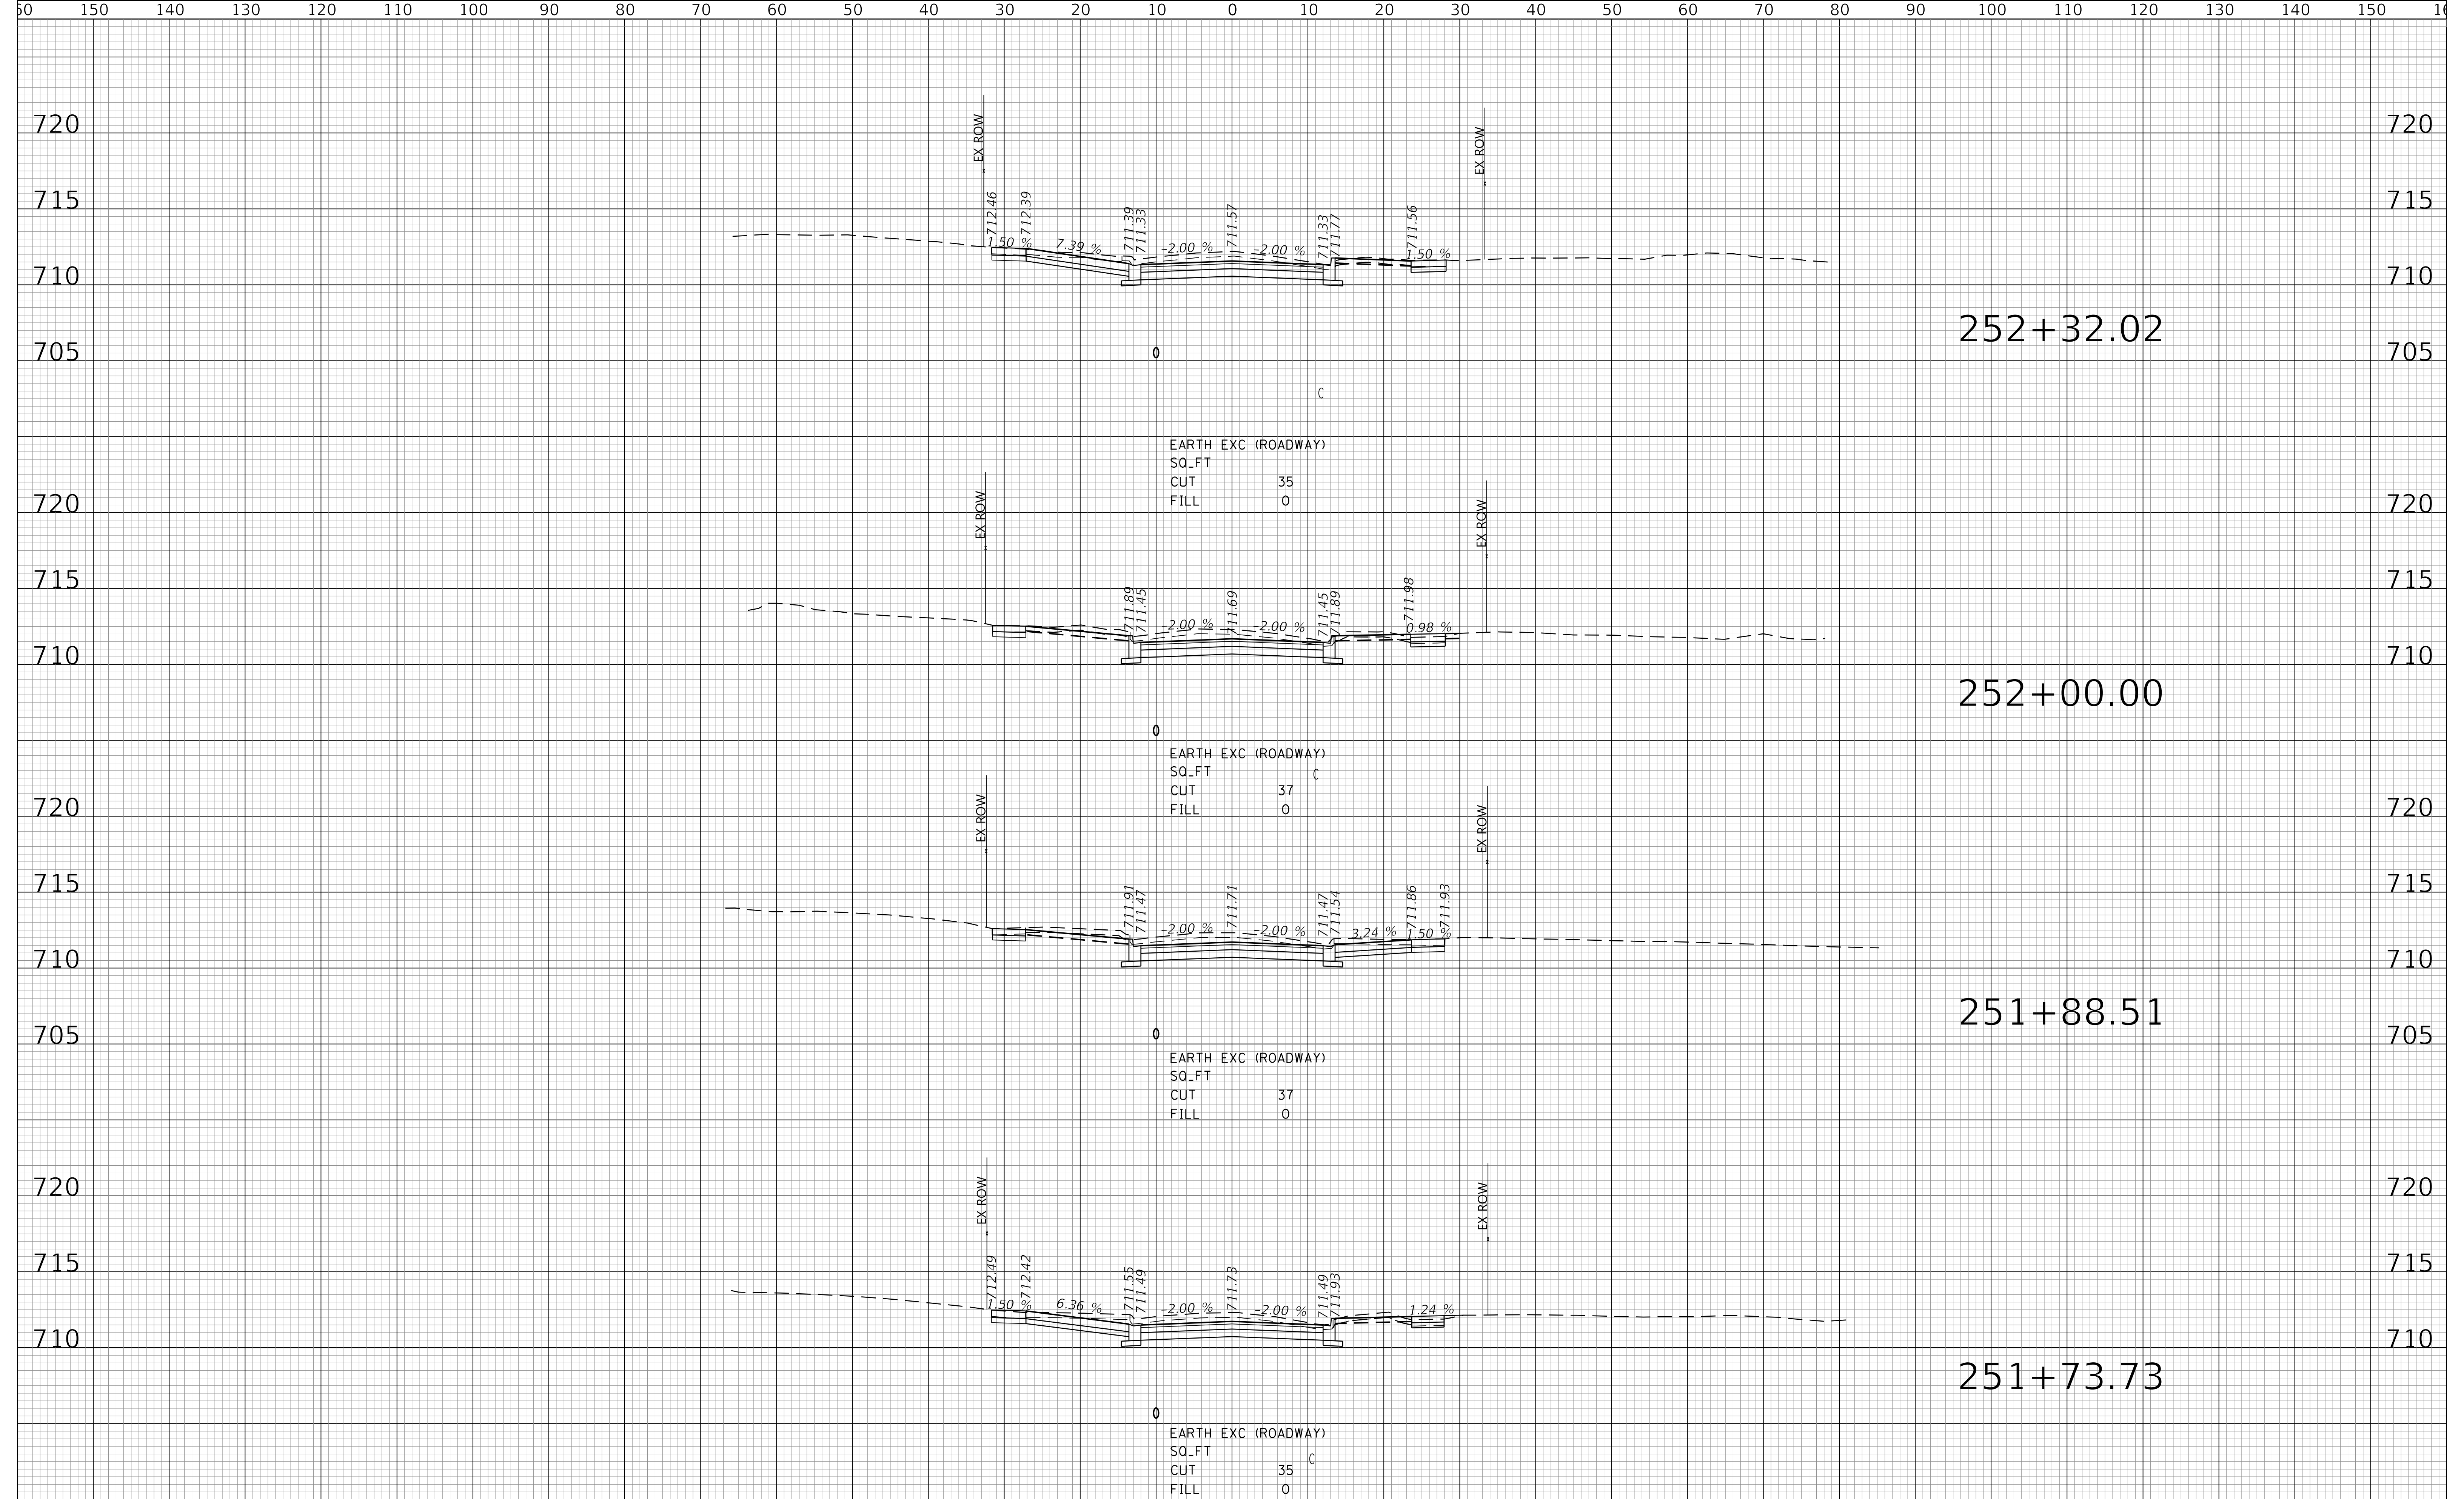 150 140 130 120 110 100 90 80 70 60 50 40 30 20 10 0 10 20 30 40 50 60 70 80 90 100 110 120 130 140 150
EX ROW EX ROW
720 720
715 715
712.46 712.39 711.39 711.33 711.57 711.33 711.77 711.56
1.50 % 7.39 % -2.00 % -2.00 % 1.50 %
710 710
252+32.02
705 705
C
EARTH EXC (ROADWAY)
SQ_FT
CUT 35
FILL 0
EX ROW EX ROW
720 720
715 715
711.89 711.45 711.69 711.45 711.89 711.98
-2.00 % -2.00 % 0.98 %
710 710
252+00.00
EARTH EXC (ROADWAY)
SQ_FT C
CUT 37
FILL 0
EX ROW EX ROW
720 720
715 715
711.91 711.47 711.71 711.47 711.54 711.86 711.93
-2.00 % -2.00 % 3.24 % 1.50 %
710 710
251+88.51
705 705
EARTH EXC (ROADWAY)
SQ_FT
CUT 37
FILL 0
EX ROW EX ROW
720 720
715 715
712.49 712.42 711.55 711.49 711.73 711.49 711.93
1.50 % 6.36 % -2.00 % -2.00 % 1.24 %
710 710
251+73.73
EARTH EXC (ROADWAY)
SQ_FT C
CUT 35
FILL 0